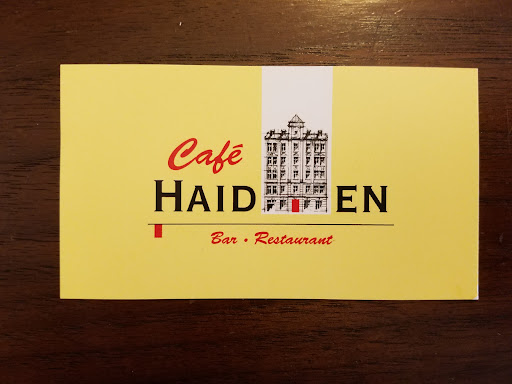 Café
HAID EN
Bar • Restaurant